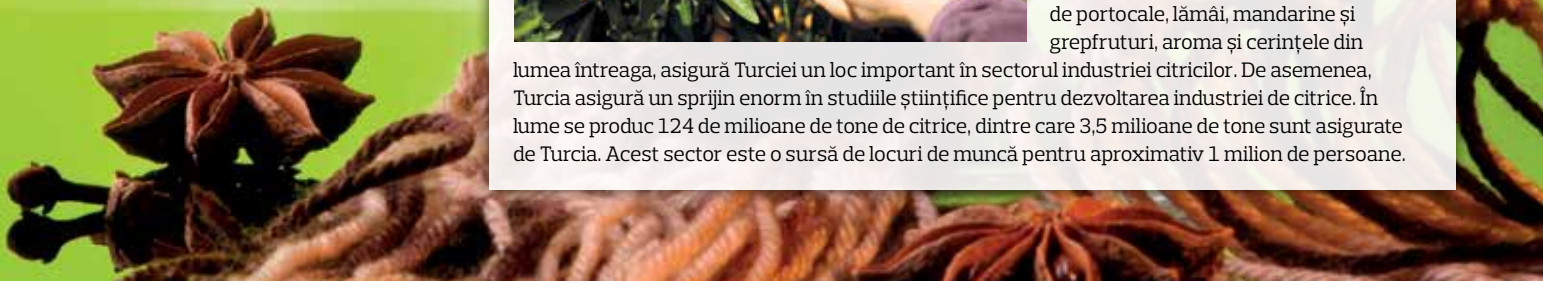 de portocale, lămâi, mandarine și
grepfruturi, aroma și cerințele din
lumea întreaga, asigură Turciei un loc important în sectorul industriei citricilor. De asemenea,
Turcia asigură un sprijin enorm în studiile științifice pentru dezvoltarea industriei de citrice. În
lume se produc 124 de milioane de tone de citrice, dintre care 3,5 milioane de tone sunt asigurate
de Turcia. Acest sector este o sursă de locuri de muncă pentru aproximativ 1 milion de persoane.